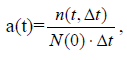 a(t)= n(t, Δt) / N(0) · Δt ,